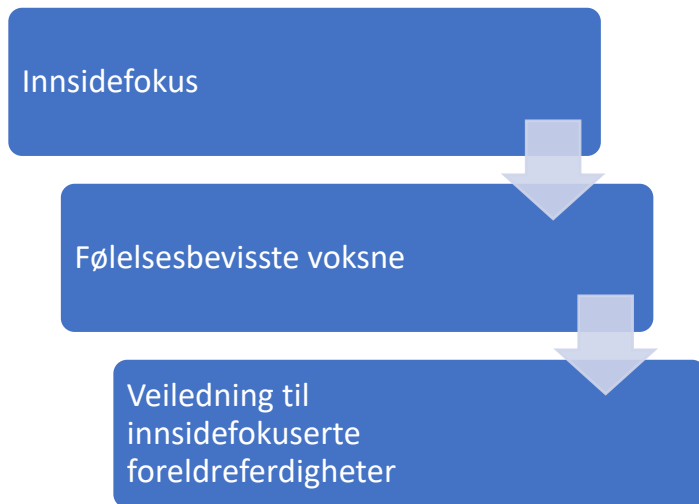 Innsidefokus
Følelsesbevisste voksne
Veiledning til
innsidefokuserte
foreldreferdigheter